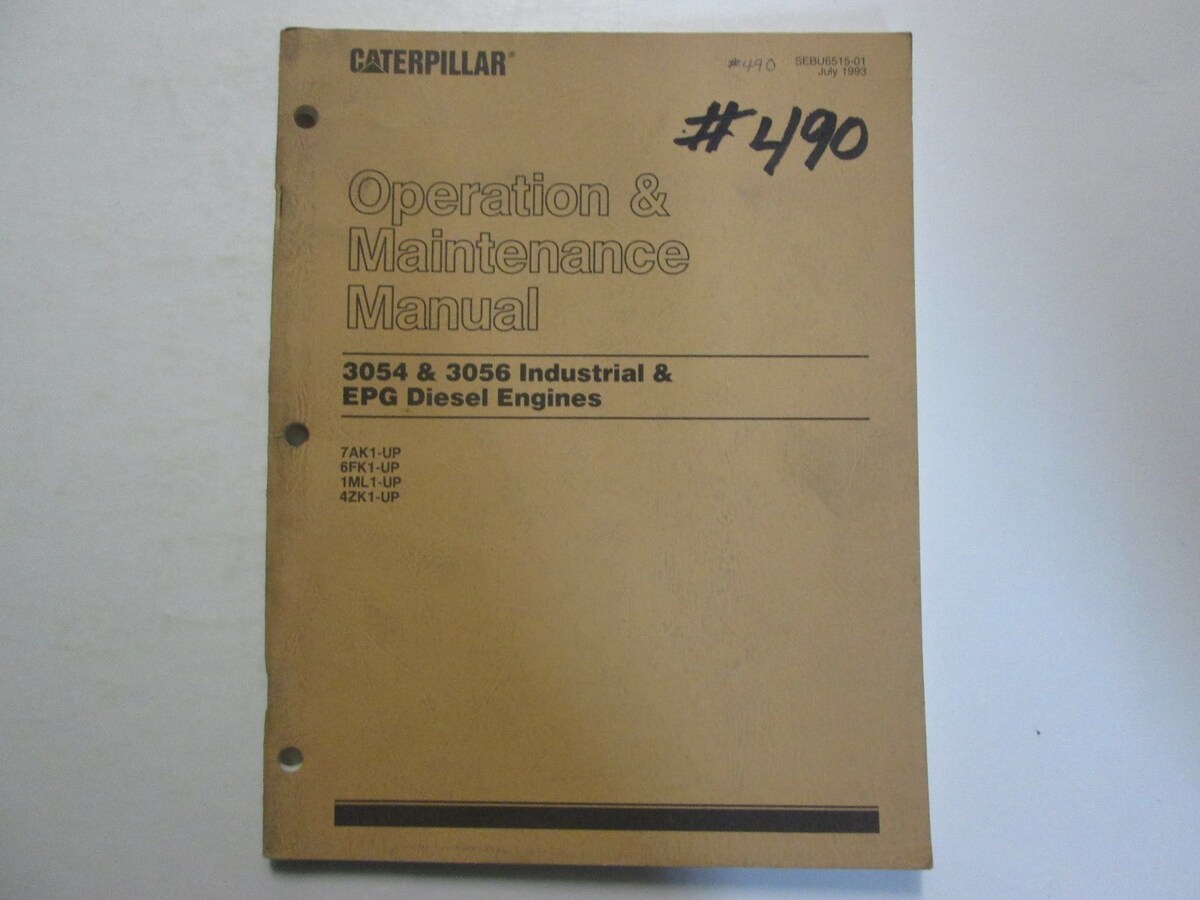 CATERPILLAR®
#490
SEBU6515-01
July 1993
#490
Operation &
Maintenance
Manual
3054 & 3056 Industrial &
EPG Diesel Engines
7AK1-UP
6FK1-UP
1ML1-UP
4ZK1-UP